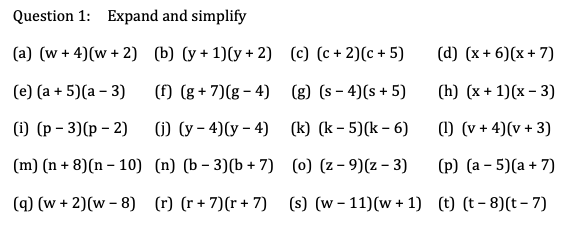 Question 1: Expand and simplify
(a) (w + 4)(w + 2) (b) (y + 1)(y + 2) (c) (c + 2)(c + 5) (d) (x + 6)(x + 7)
(e) (a + 5)(a – 3) (f) (g + 7)(g – 4) (g) (s – 4)(s + 5) (h) (x + 1)(x – 3)
(i) (p – 3)(p – 2) (j) (y – 4)(y – 4) (k) (k – 5)(k – 6) (l) (v + 4)(v + 3)
(m) (n + 8)(n – 10) (n) (b – 3)(b + 7) (o) (z – 9)(z – 3) (p) (a – 5)(a + 7)
(q) (w + 2)(w – 8) (r) (r + 7)(r + 7) (s) (w – 11)(w + 1) (t) (t – 8)(t – 7)